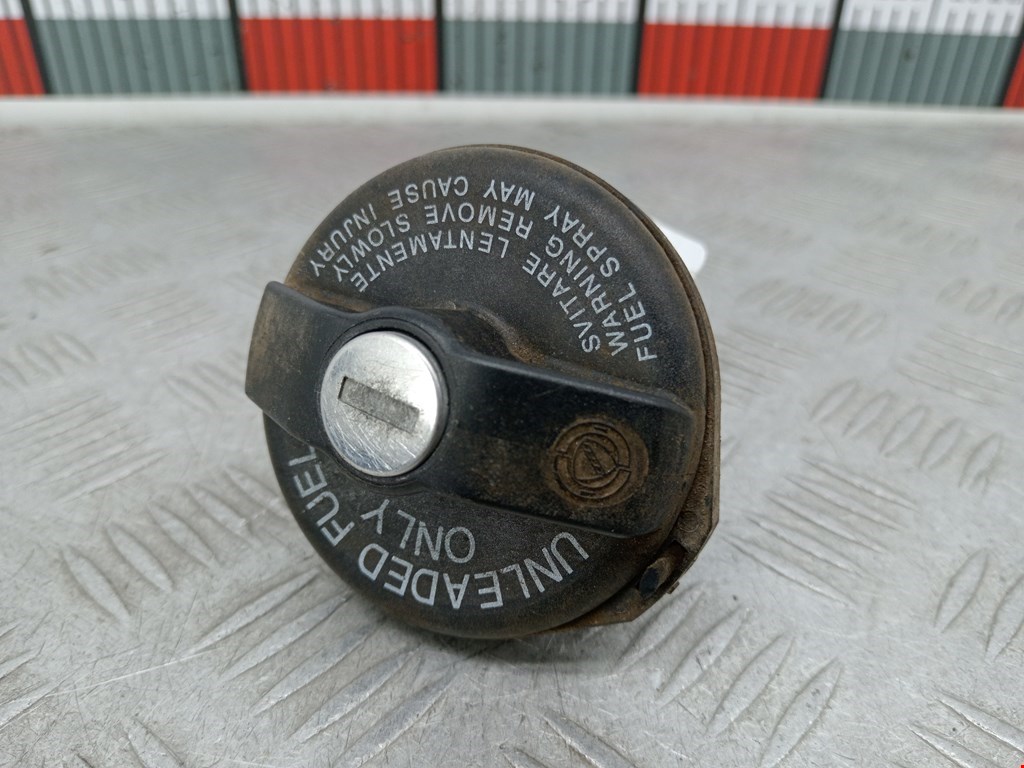 SVITARE LENTAMENTE
WARNING REMOVE SLOWLY
FUEL SPRAY MAY CAUSE INJURY
UNLEADED FUEL
ONLY